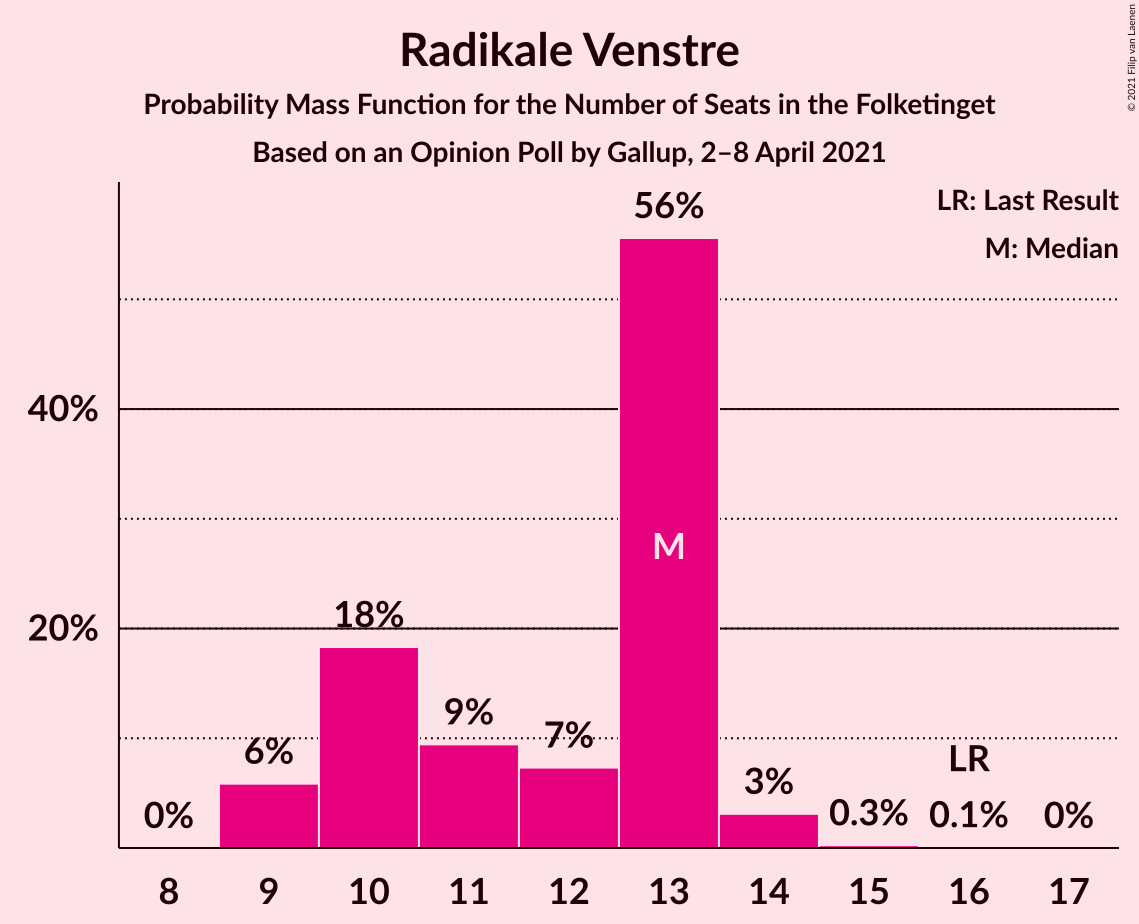 Radikale Venstre
Probability Mass Function for the Number of Seats in the Folketinget
Based on an Opinion Poll by Gallup, 2–8 April 2021
© 2021 Filip van Laenen
LR: Last Result
M: Median
56%
40%
M
20%
18%
9%
7%
6%
LR
3%
0%
0.3%
0.1%
0%
8 9 10 11 12 13 14 15 16 17